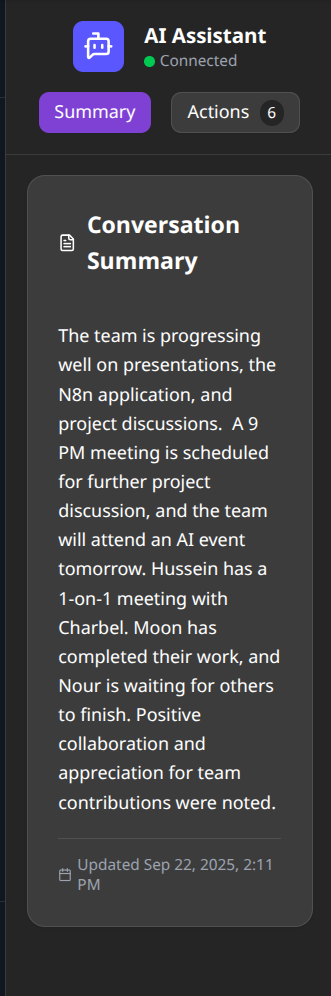 AI Assistant
Connected
Summary
Actions 6
Conversation
Summary
The team is progressing
well on presentations, the
N8n application, and
project discussions.  A 9
PM meeting is scheduled
for further project
discussion, and the team
will attend an AI event
tomorrow. Hussein has a
1-on-1 meeting with
Charbel. Moon has
completed their work, and
Nour is waiting for others
to finish. Positive
collaboration and
appreciation for team
contributions were noted.
Updated Sep 22, 2025, 2:11
PM